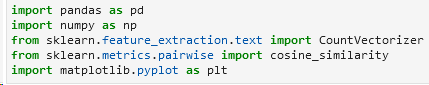 import pandas as pd
import numpy as np
from sklearn.feature_extraction.text import CountVectorizer
from sklearn.metrics.pairwise import cosine_similarity
import matplotlib.pyplot as plt